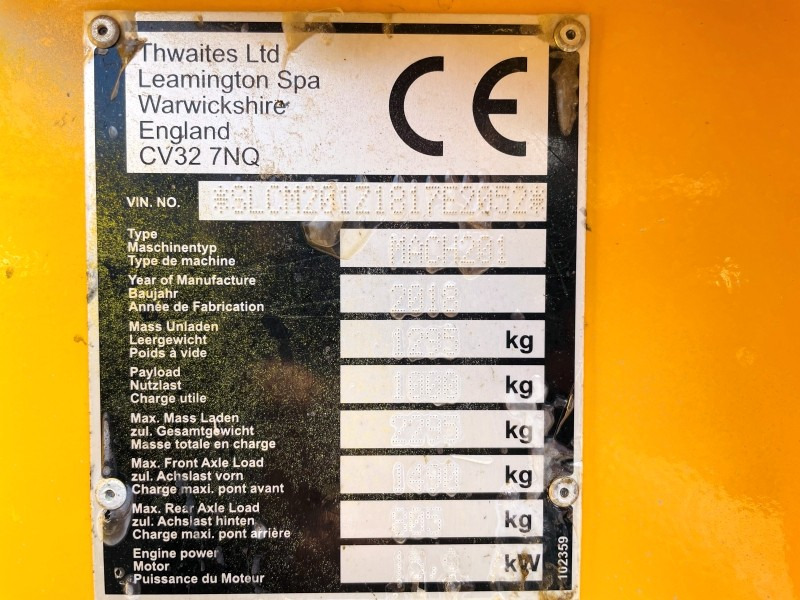 Thwaites Ltd
Leamington Spa
Warwickshire
England
CV32 7NQ
CE
VIN. NO.
Type
Maschinentyp
Type de machine
MACH201
Year of Manufacture
Baujahr
Année de Fabrication
2018
Mass Unladen
Leergewicht
Poids à vide
kg
Payload
Nutzlast
Charge utile
kg
Max. Mass Laden
zul. Gesamtgewicht
Masse totale en charge
kg
Max. Front Axle Load
zul. Achslast vorn
Charge maxi. pont avant
kg
Max. Rear Axle Load
zul. Achslast hinten
Charge maxi. pont arrière
kg
Engine power
Motor
Puissance du Moteur
kW
102359